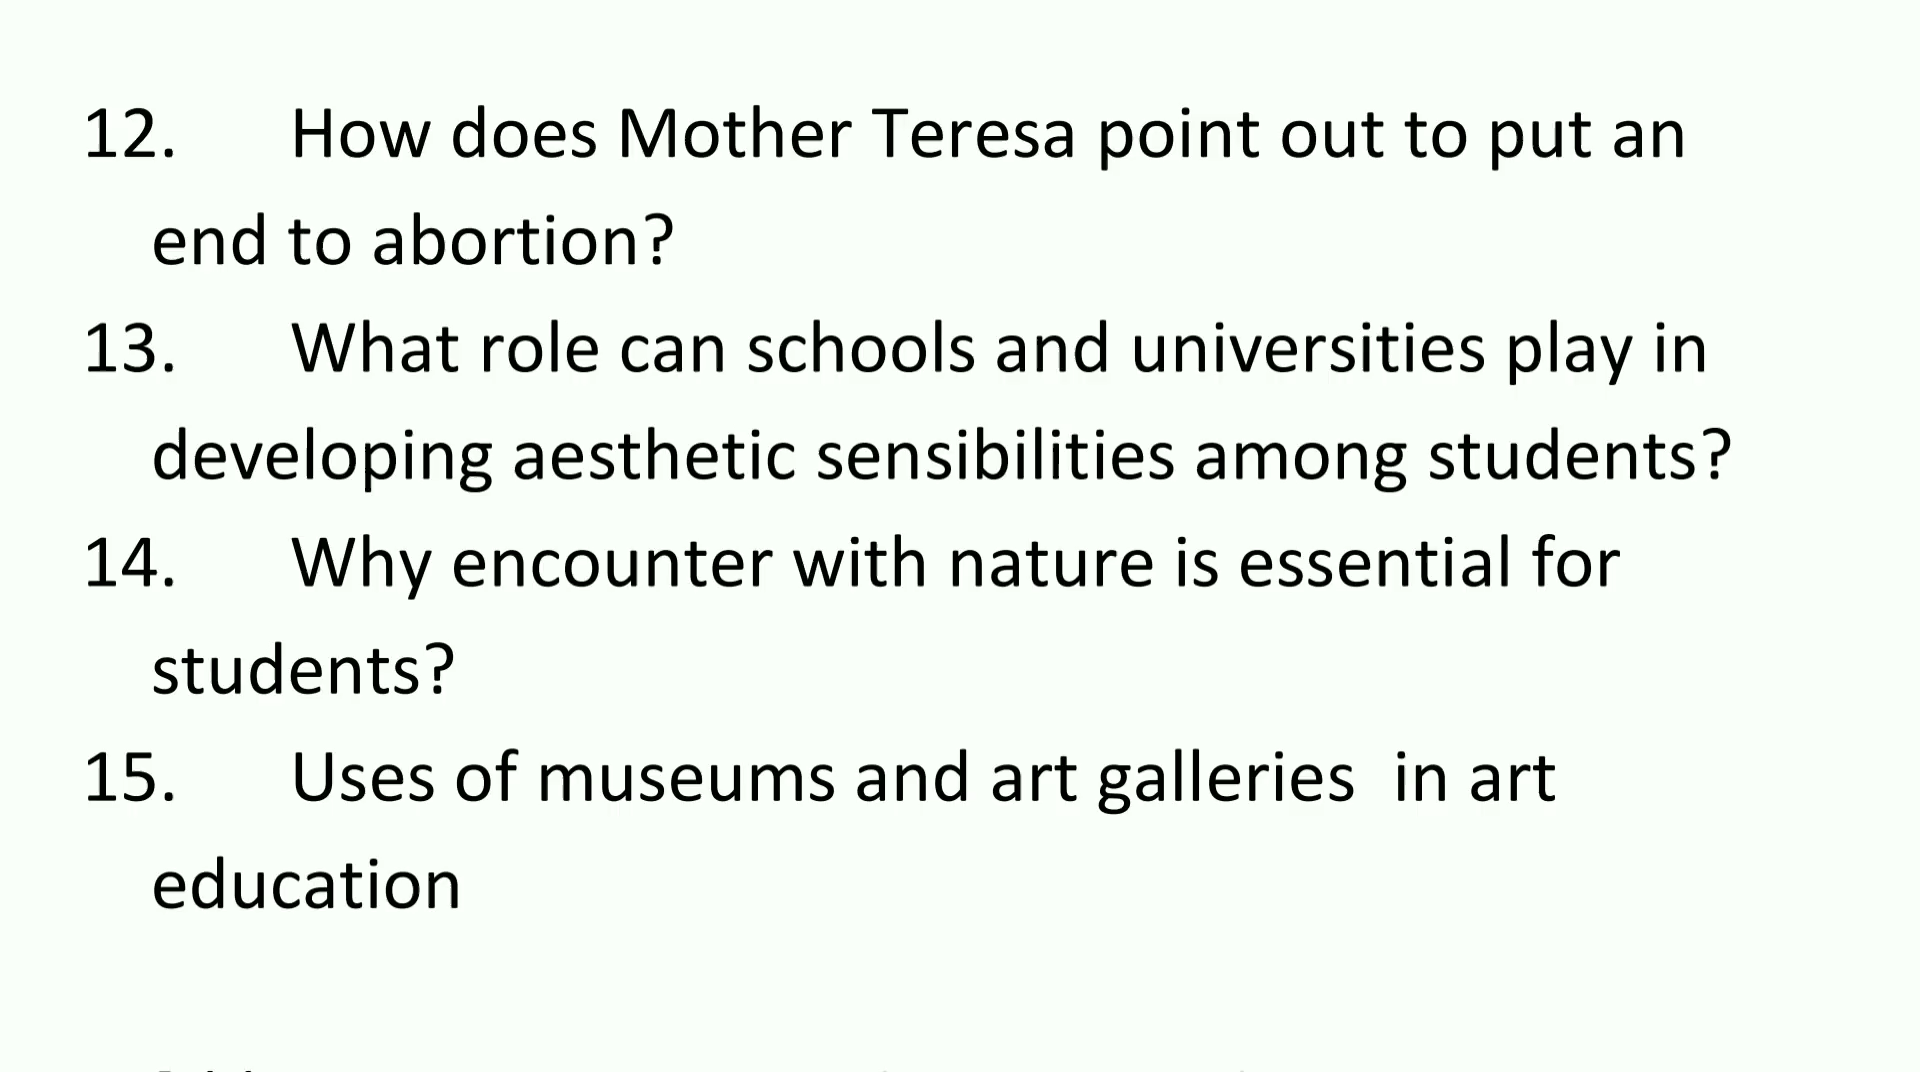 12. How does Mother Teresa point out to put an
end to abortion?
13. What role can schools and universities play in
developing aesthetic sensibilities among students?
14. Why encounter with nature is essential for
students?
15. Uses of museums and art galleries  in art
education